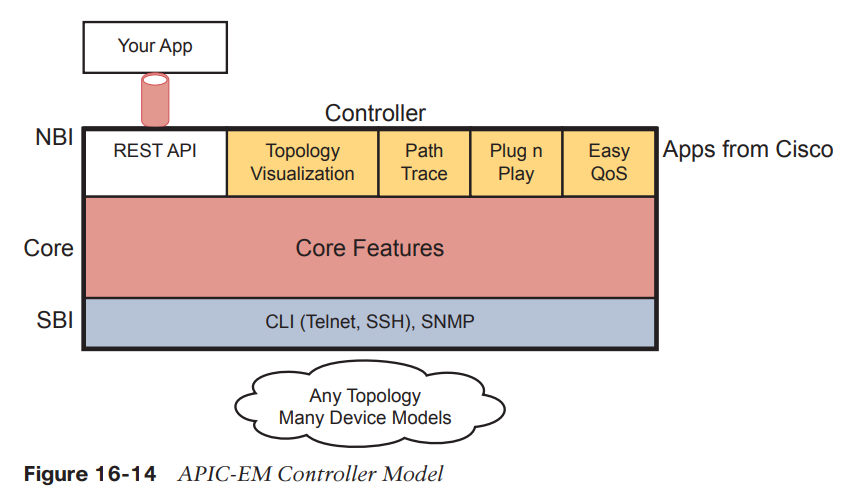 Your App
Controller
NBI
REST API
Topology
Visualization
Path
Trace
Plug n
Play
Easy
QoS
Apps from Cisco
Core
Core Features
SBI
CLI (Telnet, SSH), SNMP
Any Topology
Many Device Models
Figure 16-14 APIC-EM Controller Model